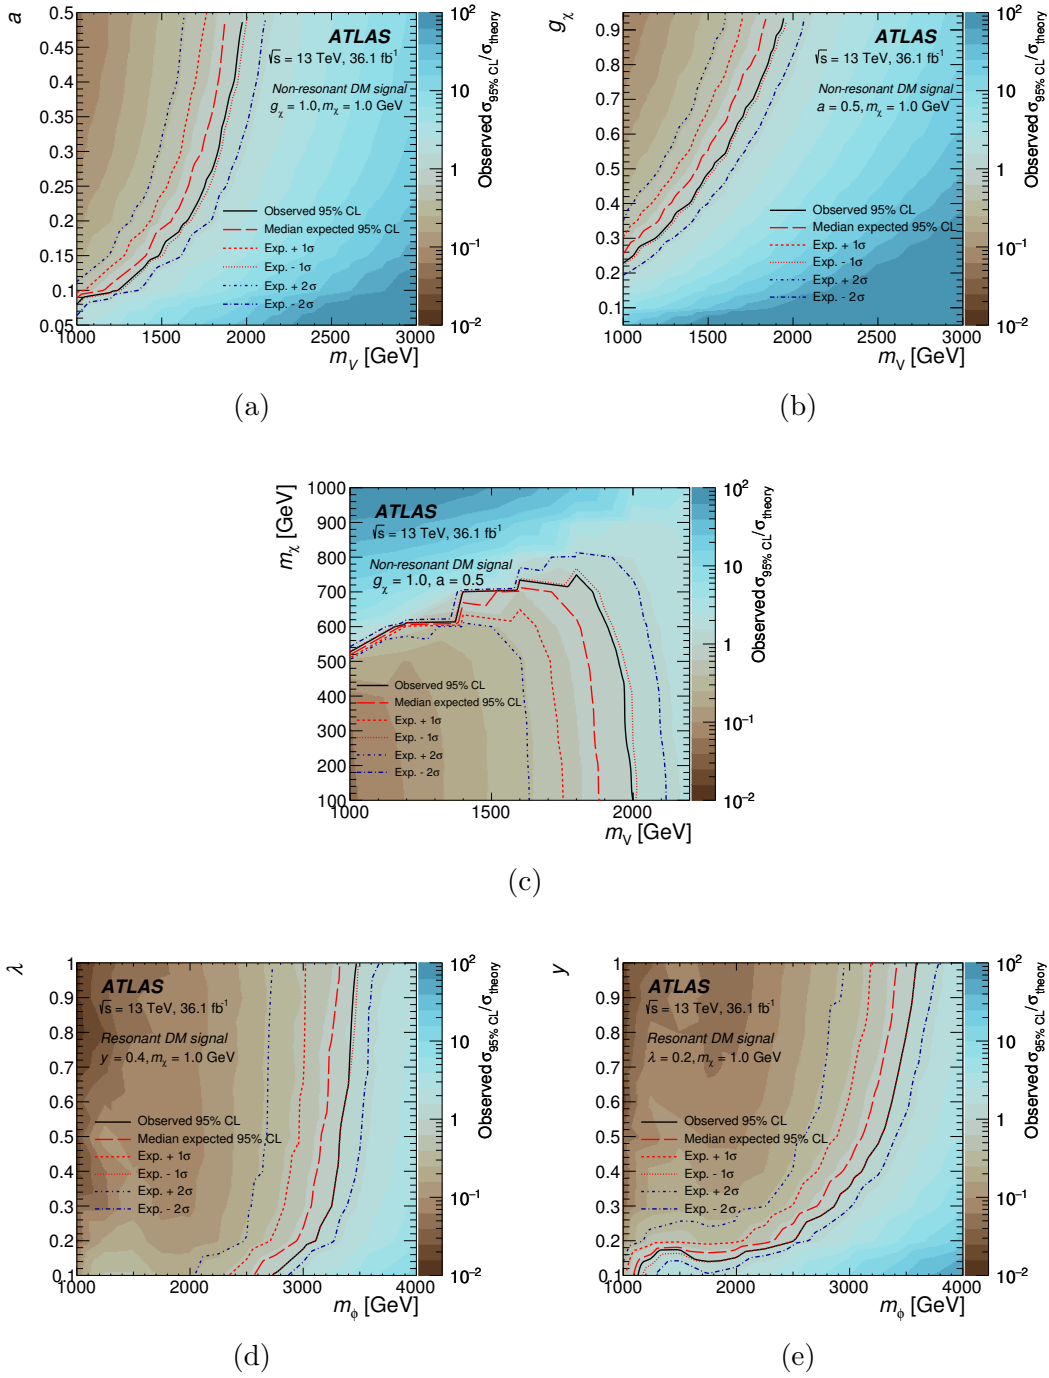 a
0.5
0.45
0.4
0.35
0.3
0.25
0.2
0.15
0.1
0.05
ATLAS
√s = 13 TeV, 36.1 fb⁻¹
Non-resonant DM signal
g_χ = 1.0, m_χ = 1.0 GeV
Observed 95% CL
Median expected 95% CL
Exp. + 1σ
Exp. - 1σ
Exp. + 2σ
Exp. - 2σ
1000 1500 2000 2500 3000
m_V [GeV]
10²
10
1
10⁻¹
10⁻²
Observed σ_95% CL/σ_theory
(a)
g_χ
0.9
0.8
0.7
0.6
0.5
0.4
0.3
0.2
0.1
ATLAS
√s = 13 TeV, 36.1 fb⁻¹
Non-resonant DM signal
a = 0.5, m_χ = 1.0 GeV
Observed 95% CL
Median expected 95% CL
Exp. + 1σ
Exp. - 1σ
Exp. + 2σ
Exp. - 2σ
1000 1500 2000 2500 3000
m_V [GeV]
10²
10
1
10⁻¹
10⁻²
Observed σ_95% CL/σ_theory
(b)
m_χ [GeV]
1000
900
800
700
600
500
400
300
200
100
ATLAS
√s = 13 TeV, 36.1 fb⁻¹
Non-resonant DM signal
g_χ = 1.0, a = 0.5
Observed 95% CL
Median expected 95% CL
Exp. + 1σ
Exp. - 1σ
Exp. + 2σ
Exp. - 2σ
1000 1500 2000
m_V [GeV]
10²
10
1
10⁻¹
10⁻²
Observed σ_95% CL/σ_theory
(c)
λ
1
0.9
0.8
0.7
0.6
0.5
0.4
0.3
0.2
0.1
ATLAS
√s = 13 TeV, 36.1 fb⁻¹
Resonant DM signal
y = 0.4, m_χ = 1.0 GeV
Observed 95% CL
Median expected 95% CL
Exp. + 1σ
Exp. - 1σ
Exp. + 2σ
Exp. - 2σ
1000 2000 3000 4000
m_ϕ [GeV]
10²
10
1
10⁻¹
10⁻²
Observed σ_95% CL/σ_theory
(d)
y
1
0.9
0.8
0.7
0.6
0.5
0.4
0.3
0.2
0.1
ATLAS
√s = 13 TeV, 36.1 fb⁻¹
Resonant DM signal
λ = 0.2, m_χ = 1.0 GeV
Observed 95% CL
Median expected 95% CL
Exp. + 1σ
Exp. - 1σ
Exp. + 2σ
Exp. - 2σ
1000 2000 3000 4000
m_ϕ [GeV]
10²
10
1
10⁻¹
10⁻²
Observed σ_95% CL/σ_theory
(e)